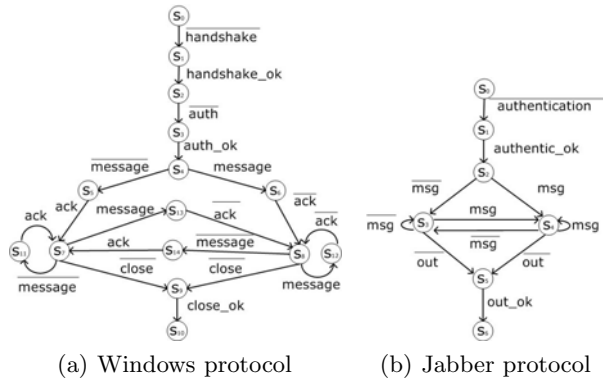 S0
handshake
S1
handshake_ok
S2
auth
S3
auth_ok
S4
message
message
S5
S6
ack
ack
message
S13
ack
ack
ack
S11
S7
ack
S14
message
S8
S12
message
close
close
message
S9
close_ok
S10
(a) Windows protocol
S0
authentication
S1
authentic_ok
S2
msg
msg
msg
S3
msg
S4
msg
msg
out
out
S5
out_ok
S6
(b) Jabber protocol